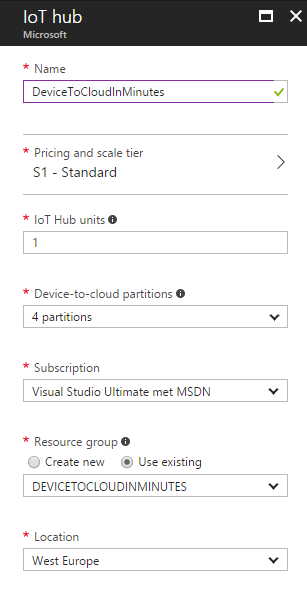 IoT hub
Microsoft
* Name
DeviceToCloudInMinutes
* Pricing and scale tier
S1 - Standard
* IoT Hub units
1
* Device-to-cloud partitions
4 partitions
* Subscription
Visual Studio Ultimate met MSDN
* Resource group
Create new Use existing
DEVICETOCLOUDINMINUTES
* Location
West Europe